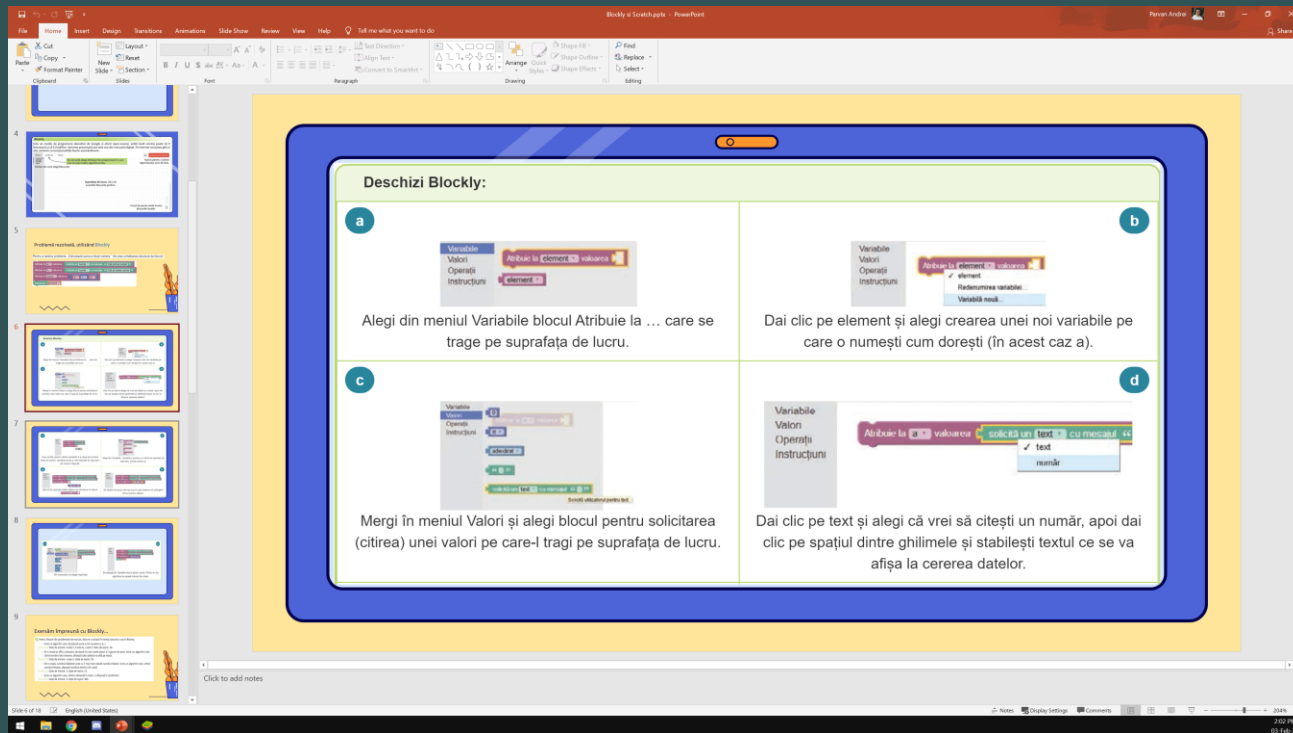 Blockly si Scratch.pptx - PowerPoint
Parvan Andrei
File Home Insert Design Transitions Animations Slide Show Review View Help Tell me what you want to do
Share
Paste
Cut
Copy
Format Painter
Clipboard
New Slide
Layout
Reset
Section
Slides
Font
Text Direction
Align Text
Convert to SmartArt
Paragraph
Arrange
Quick Styles
Shape Fill
Shape Outline
Shape Effects
Drawing
Find
Replace
Select
Editing
4
5
Problemă rezolvată, utilizând Blockly
6
7
8
9
Exersăm împreună cu Blockly...
Deschizi Blockly:
a
Variabile
Valori
Operații
Instrucțiuni
Atribuie la element valoarea
element
Alegi din meniul Variabile blocul Atribuie la … care se
trage pe suprafața de lucru.
b
Variabile
Valori
Operații
Instrucțiuni
Atribuie la element valoarea
✓ element
Redenumirea variabilei...
Variabilă nouă...
Dai clic pe element și alegi crearea unei noi variabile pe
care o numești cum dorești (în acest caz a).
c
Variabile
Valori
Operații
Instrucțiuni
adevărat
solicită un text cu mesajul “ ”
Mergi în meniul Valori și alegi blocul pentru solicitarea
(citirea) unei valori pe care-l tragi pe suprafața de lucru.
d
Variabile
Valori
Operații
Instrucțiuni
Atribuie la a valoarea solicită un text cu mesajul “
✓ text
număr
Dai clic pe text și alegi că vrei să citești un număr, apoi dai
clic pe spațiul dintre ghilimele și stabilești textul ce se va
afișa la cererea datelor.
Click to add notes
Slide 6 of 18 English (United States)
Notes Display Settings Comments 204%
2:02 PM
03-Feb-